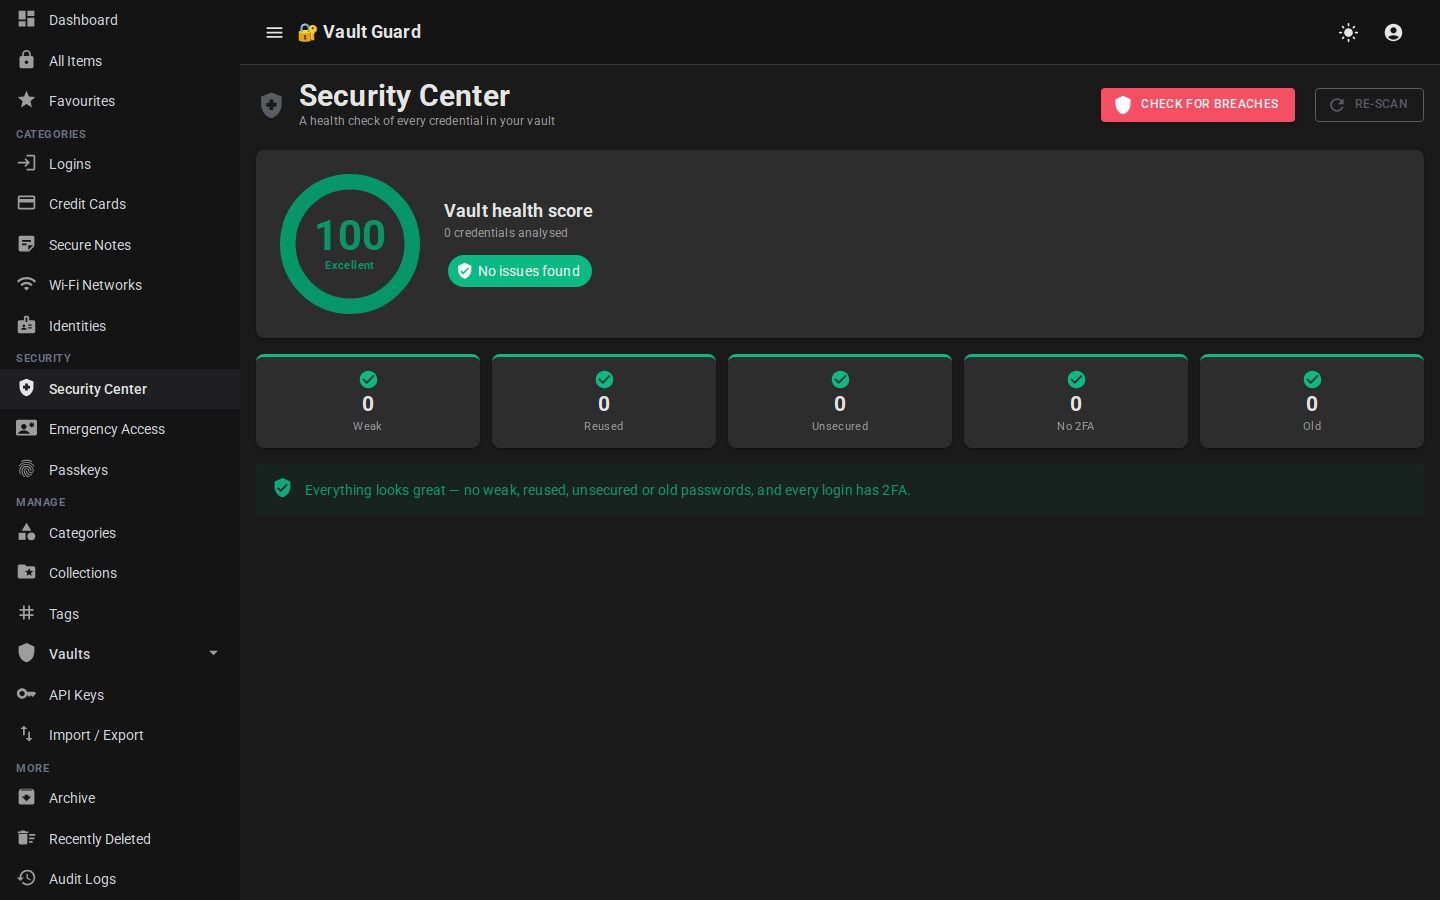 Dashboard
All Items
Favourites
CATEGORIES
Logins
Credit Cards
Secure Notes
Wi-Fi Networks
Identities
SECURITY
Security Center
Emergency Access
Passkeys
MANAGE
Categories
Collections
Tags
Vaults
API Keys
Import / Export
MORE
Archive
Recently Deleted
Audit Logs
Vault Guard
Security Center
A health check of every credential in your vault
CHECK FOR BREACHES
RE-SCAN
100
Excellent
Vault health score
0 credentials analysed
No issues found
0
Weak
0
Reused
0
Unsecured
0
No 2FA
0
Old
Everything looks great — no weak, reused, unsecured or old passwords, and every login has 2FA.